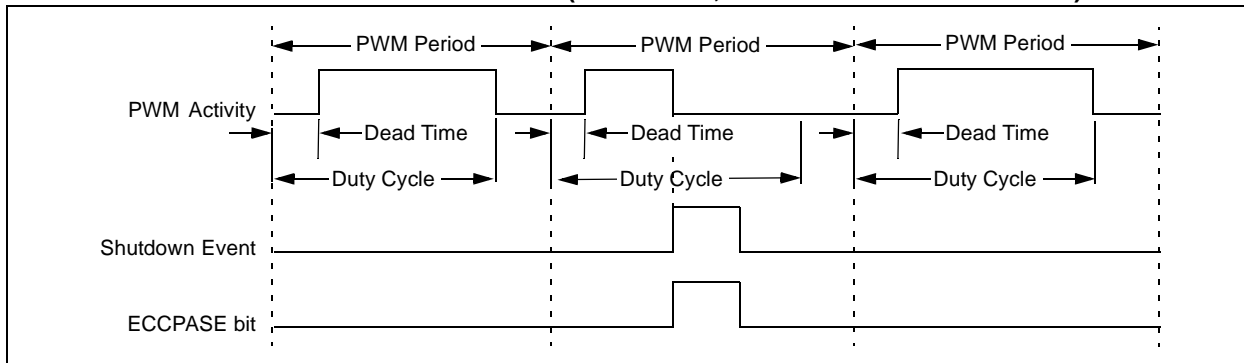 PWM Period PWM Period PWM Period
PWM Activity
Dead Time Dead Time Dead Time
Duty Cycle Duty Cycle Duty Cycle
Shutdown Event
ECCPASE bit